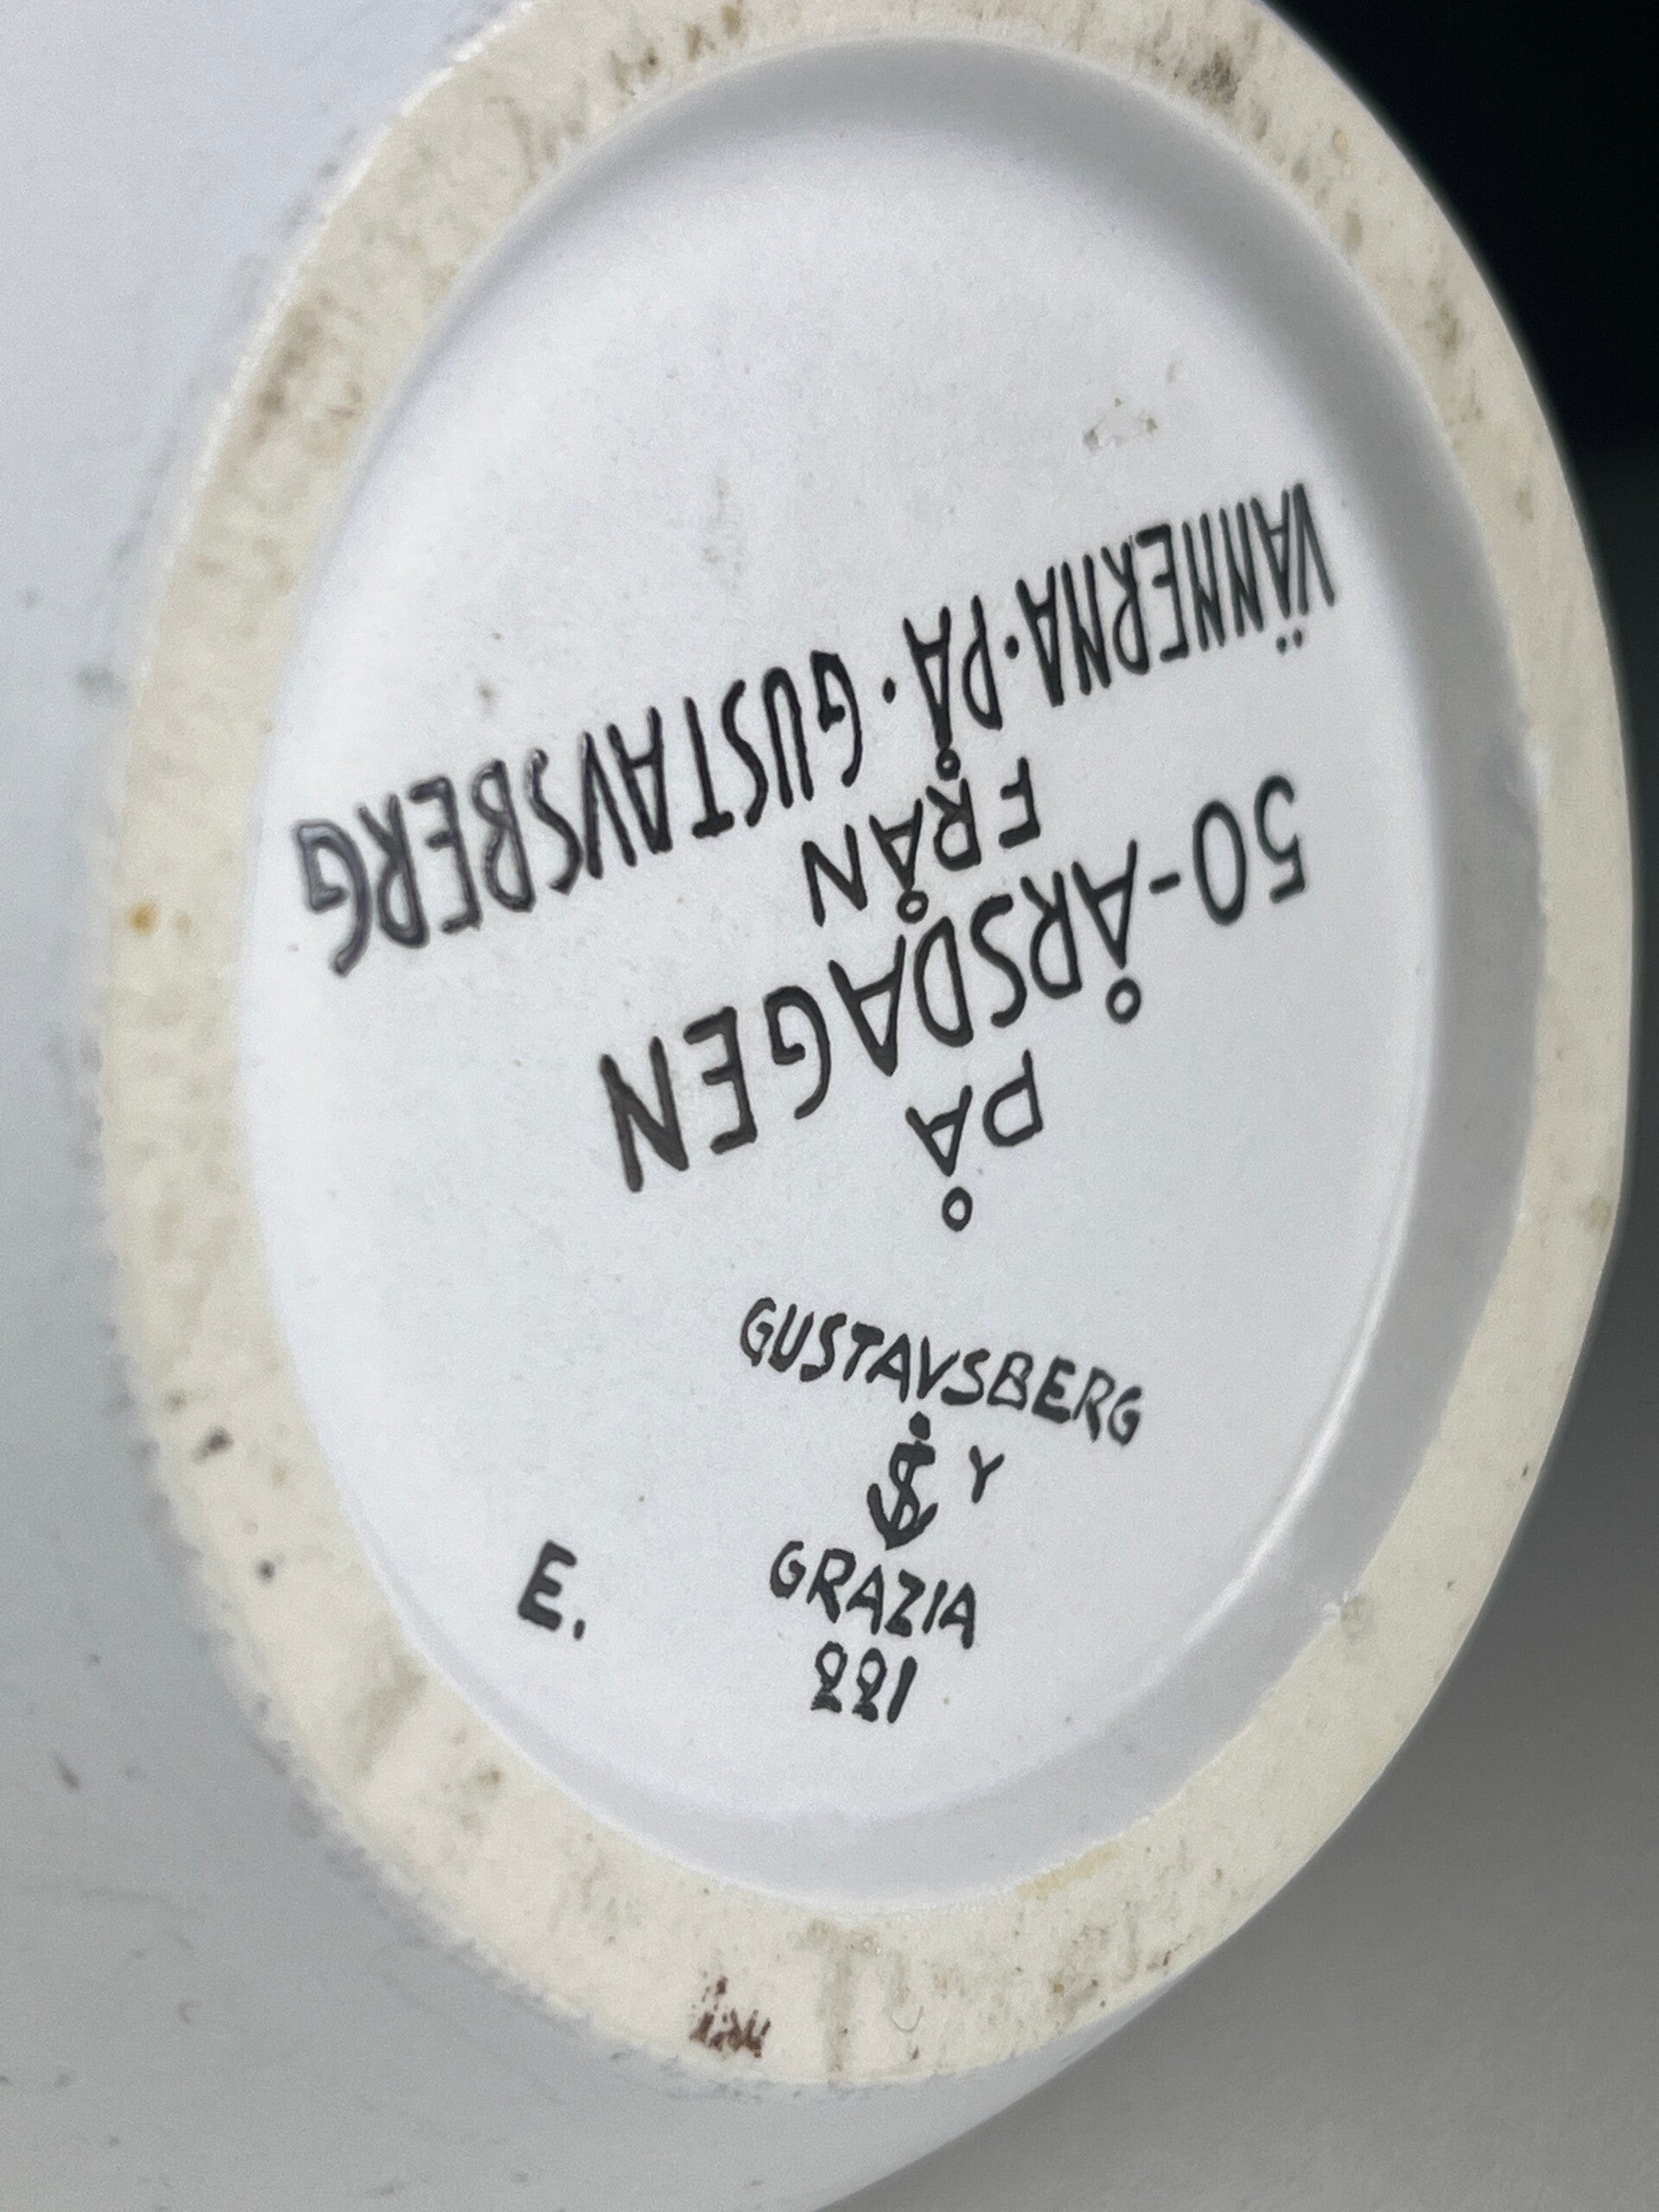 PÅ
50-ÅRSDAGEN
FRÅN
VÄNNERNA·PÅ·GUSTAVSBERG
GUSTAVSBERG
Y
GRAZIA
221
E.